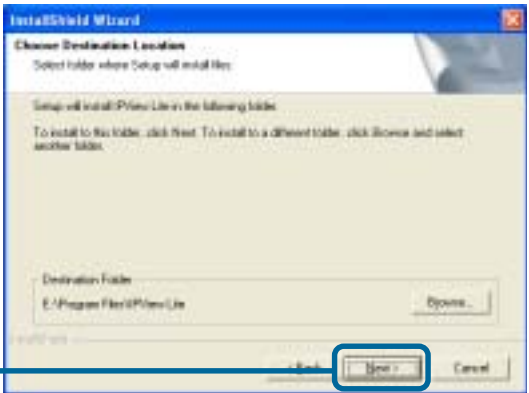 InstallShield Wizard
Choose Destination Location
Select folder where Setup will install files.
Setup will install IPView Lite in the following folder.
To install to this folder, click Next. To install to a different folder, click Browse and select
another folder.
Destination Folder
E:\Program Files\IPView Lite
Browse...
InstallShield
< Back
Next >
Cancel